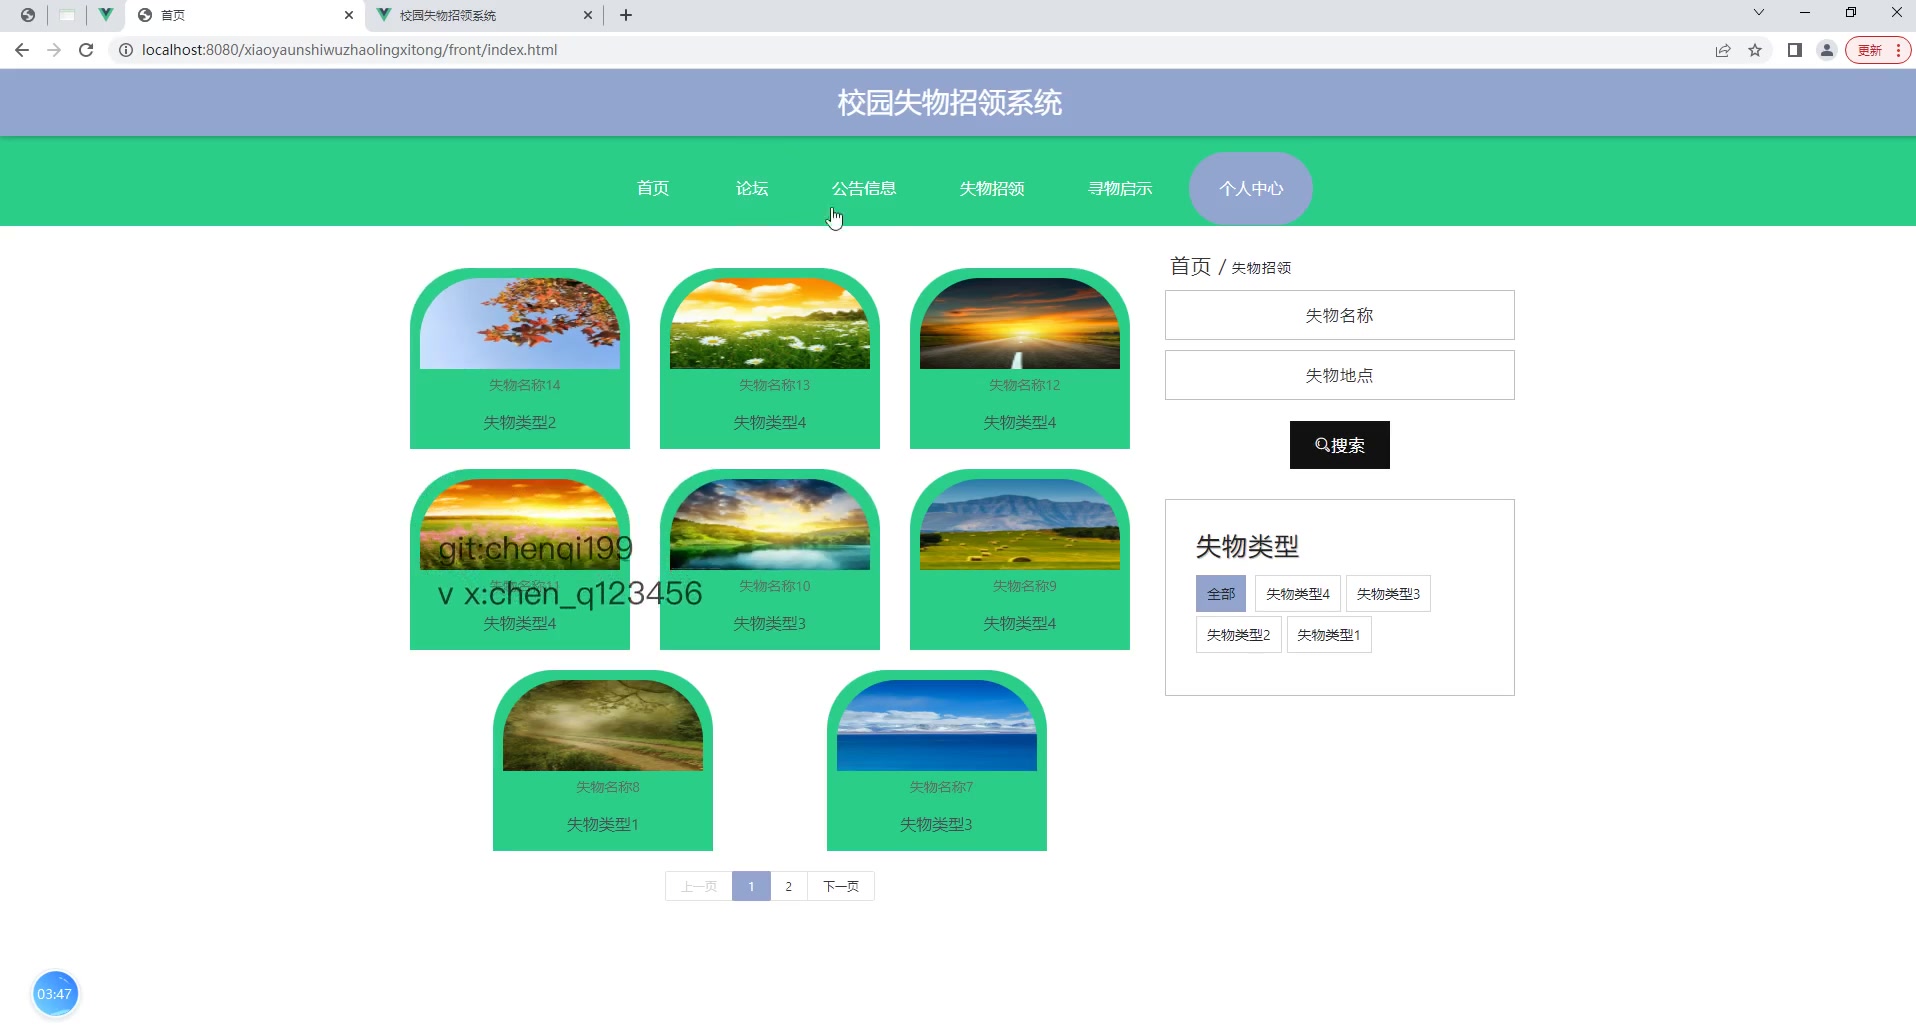 首页
校园失物招领系统
localhost:8080/xiaoyaunshiwuzhaolingxitong/front/index.html
更新
校园失物招领系统
首页 论坛 公告信息 失物招领 寻物启示 个人中心
首页 / 失物招领
失物名称
失物地点
搜索
失物名称14
失物类型2
失物名称13
失物类型4
失物名称12
失物类型4
失物名称11
失物类型4
失物名称10
失物类型3
失物名称9
失物类型4
git:chenqi199
v x:chen_q123456
失物类型
全部 失物类型4 失物类型3
失物类型2 失物类型1
失物名称8
失物类型1
失物名称7
失物类型3
上一页 1 2 下一页
03:47